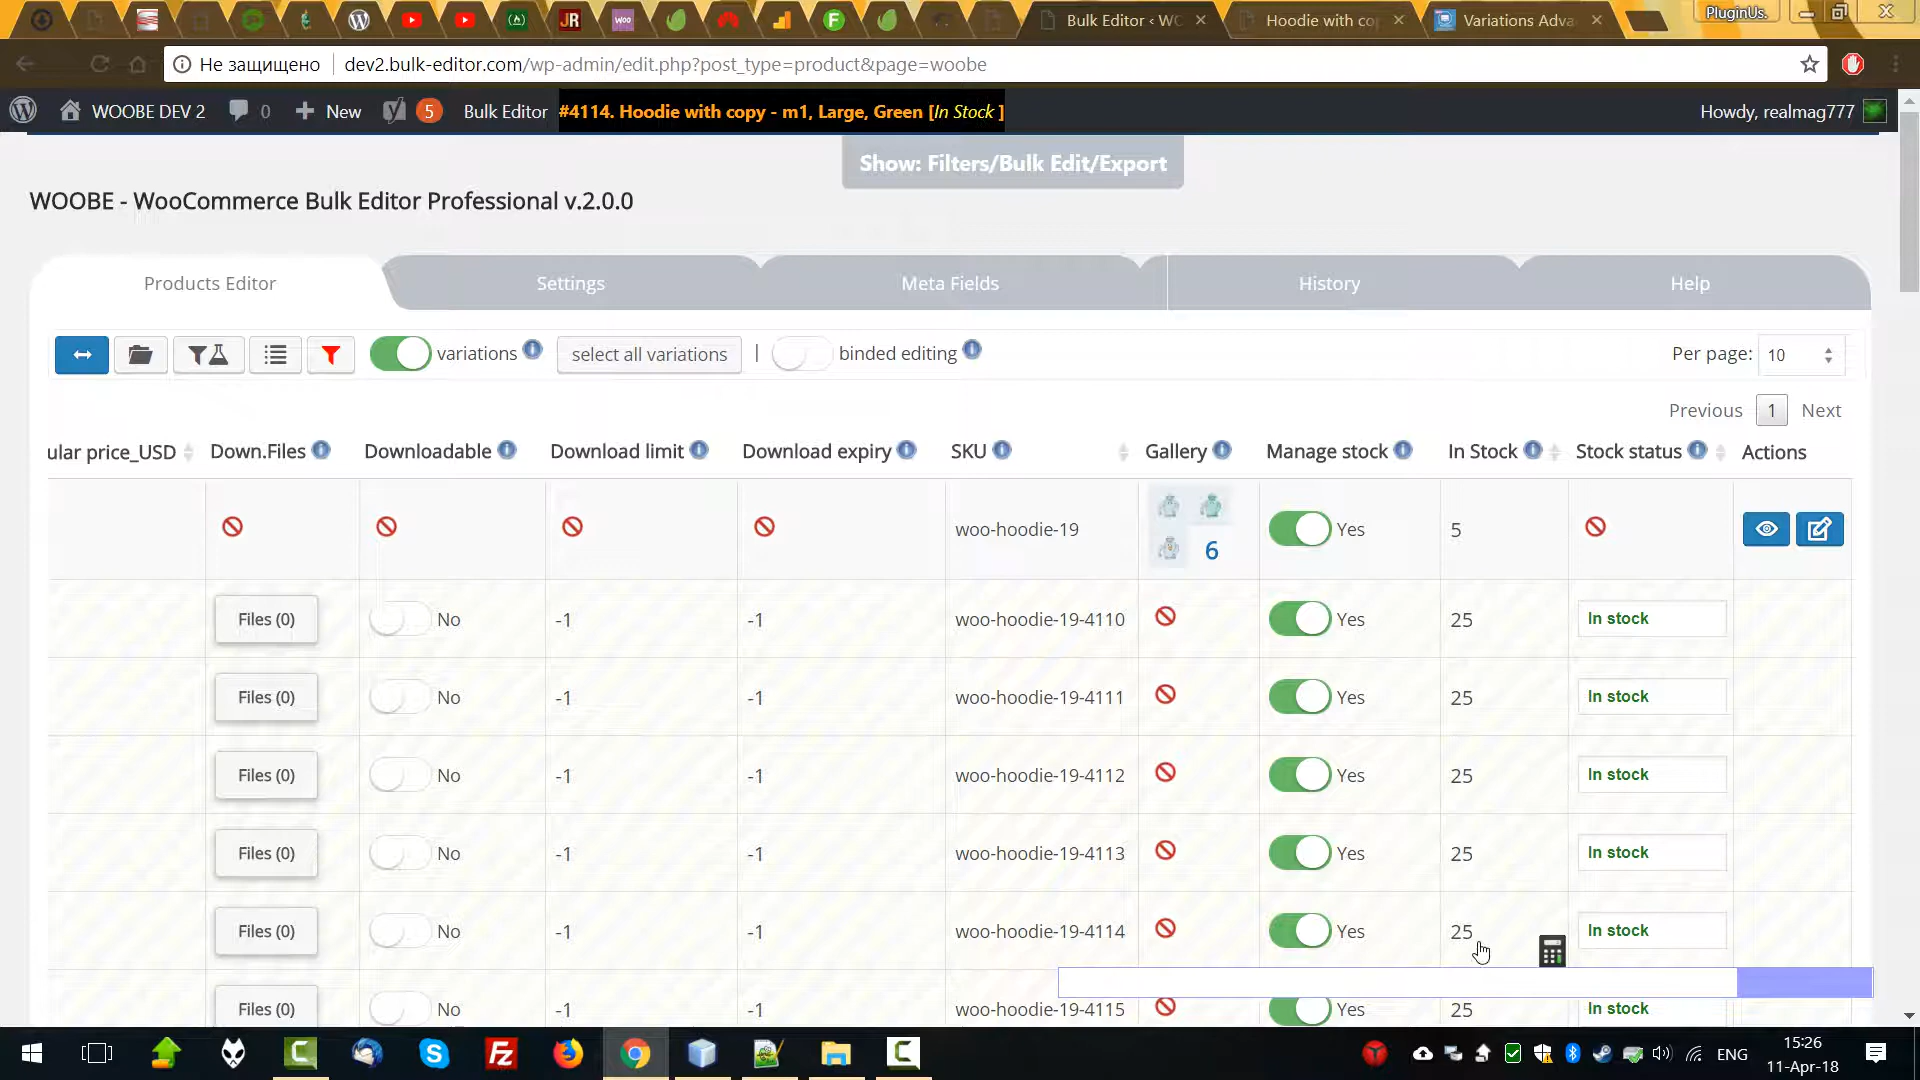 Bulk Editor ‹ WC
Hoodie with co
Variations Adva
PluginUs.
Не защищено
dev2.bulk-editor.com/wp-admin/edit.php?post_type=product&page=woobe
WOOBE DEV 2
0
New
5
Bulk Editor
#4114. Hoodie with copy - m1, Large, Green [In Stock ]
Howdy, realmag777
Show: Filters/Bulk Edit/Export
WOOBE - WooCommerce Bulk Editor Professional v.2.0.0
Products Editor
Settings
Meta Fields
History
Help
variations
select all variations
|
binded editing
Per page:
10
Previous
1
Next
ular price_USD
Down.Files
Downloadable
Download limit
Download expiry
SKU
Gallery
Manage stock
In Stock
Stock status
Actions
woo-hoodie-19
6
Yes
5
Files (0)
No
-1
-1
woo-hoodie-19-4110
Yes
25
In stock
Files (0)
No
-1
-1
woo-hoodie-19-4111
Yes
25
In stock
Files (0)
No
-1
-1
woo-hoodie-19-4112
Yes
25
In stock
Files (0)
No
-1
-1
woo-hoodie-19-4113
Yes
25
In stock
Files (0)
No
-1
-1
woo-hoodie-19-4114
Yes
25
In stock
Files (0)
No
-1
-1
woo-hoodie-19-4115
Yes
25
In stock
ENG
15:26
11-Apr-18